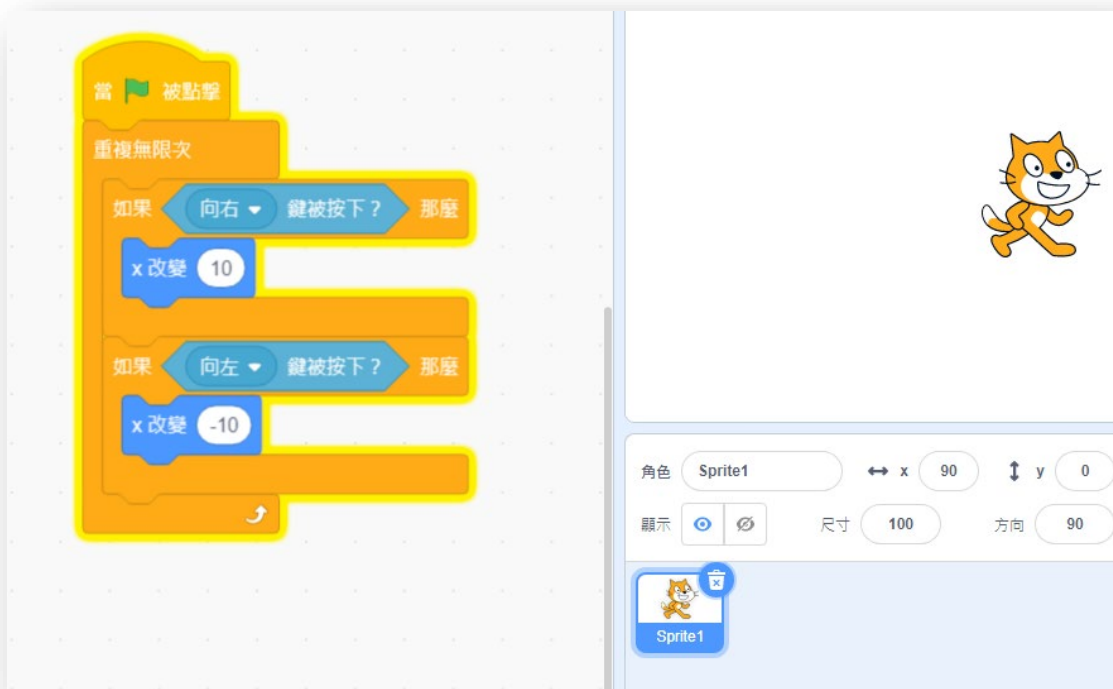 當 被點擊
重複無限次
如果 向右 鍵被按下？ 那麼
x 改變 10
如果 向左 鍵被按下？ 那麼
x 改變 -10
角色 Sprite1 x 90 y 0
顯示 尺寸 100 方向 90
Sprite1